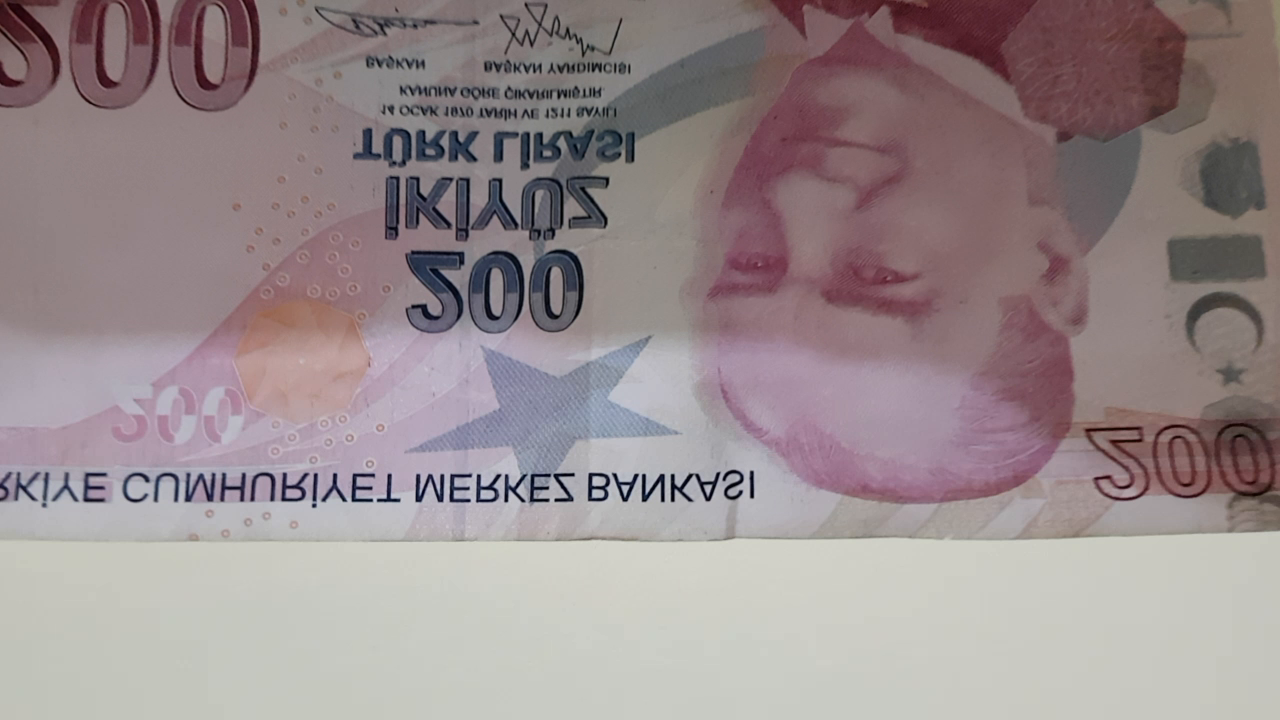 RKİYE CUMHURİYET MERKEZ BANKASI
200
200
200
İKİYÜZ
TÜRK LİRASI
14 OCAK 1970 TARİH VE 1211 SAYILI
KANUNA GÖRE ÇIKARILMIŞTIR
BAŞKAN
BAŞKAN YARDIMCISI
200